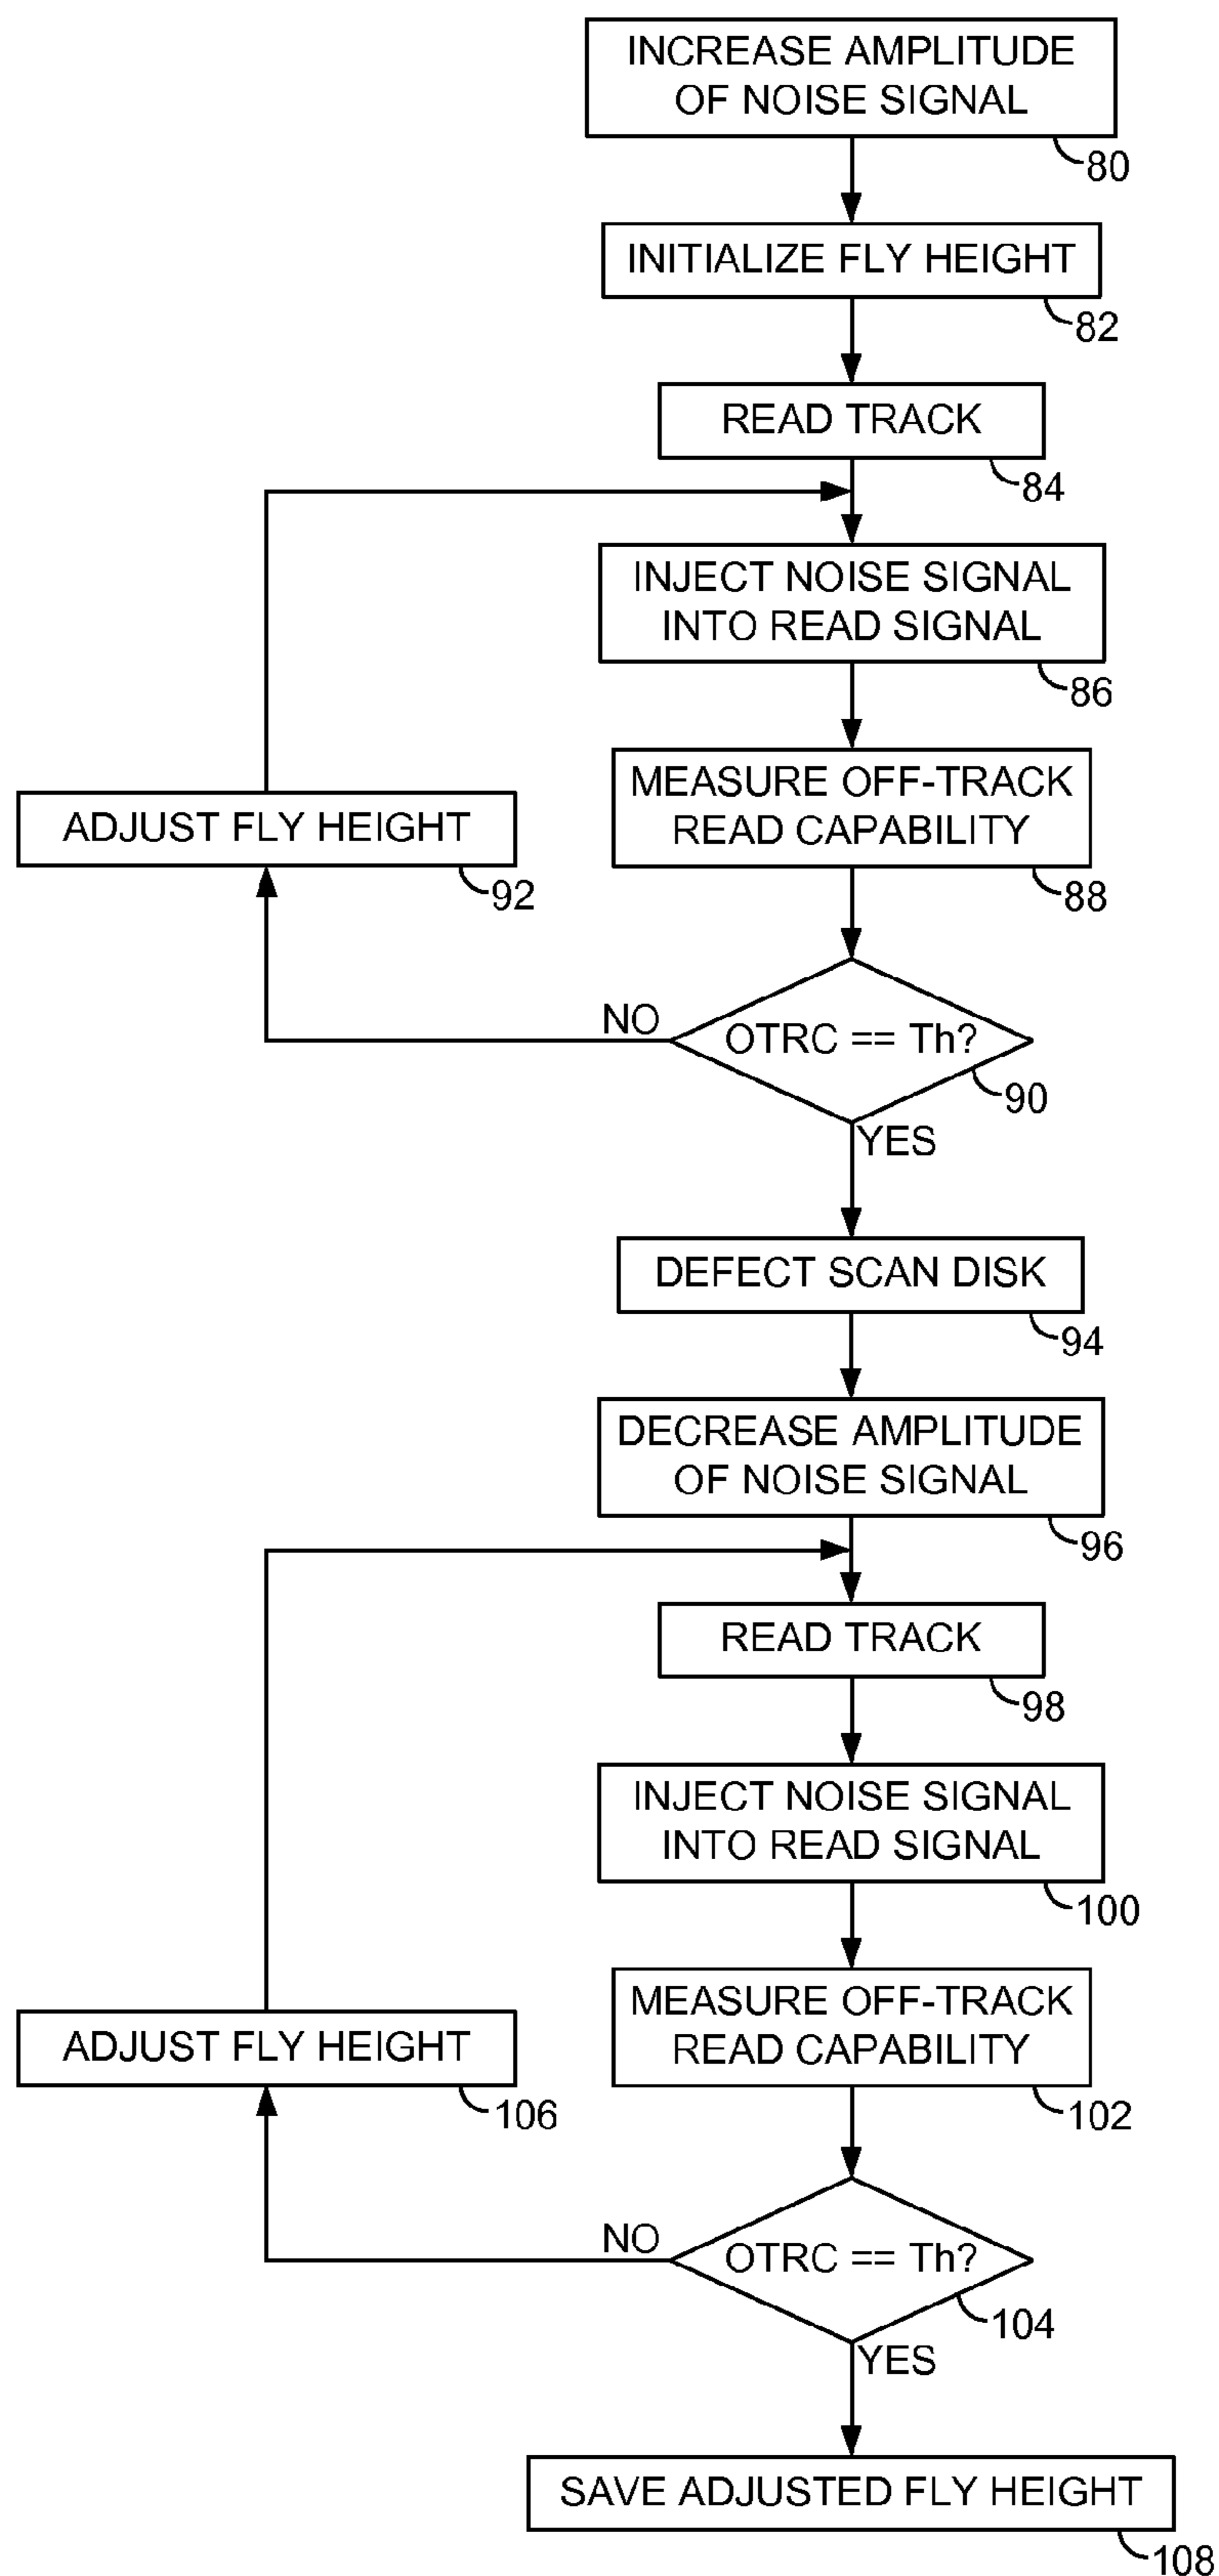 INCREASE AMPLITUDE
OF NOISE SIGNAL
80
INITIALIZE FLY HEIGHT
82
READ TRACK
84
INJECT NOISE SIGNAL
INTO READ SIGNAL
86
MEASURE OFF-TRACK
READ CAPABILITY
88
ADJUST FLY HEIGHT
92
NO
OTRC == Th?
90
YES
DEFECT SCAN DISK
94
DECREASE AMPLITUDE
OF NOISE SIGNAL
96
READ TRACK
98
INJECT NOISE SIGNAL
INTO READ SIGNAL
100
MEASURE OFF-TRACK
READ CAPABILITY
102
ADJUST FLY HEIGHT
106
NO
OTRC == Th?
104
YES
SAVE ADJUSTED FLY HEIGHT
108